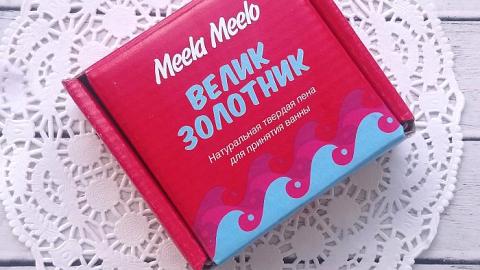 Meela Meelo
ВЕЛИК
ЗОЛОТНИК
Натуральная твердая пена
для принятия ванны